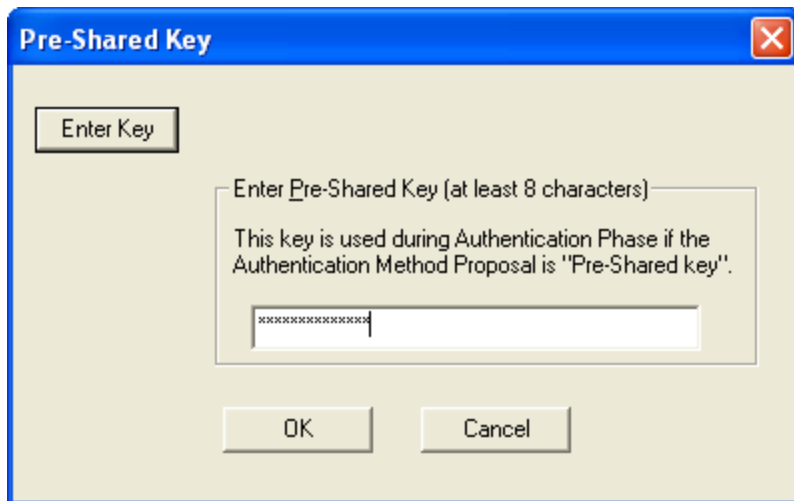 Pre-Shared Key
Enter Key
Enter Pre-Shared Key (at least 8 characters)
This key is used during Authentication Phase if the
Authentication Method Proposal is "Pre-Shared key".
**************
OK
Cancel